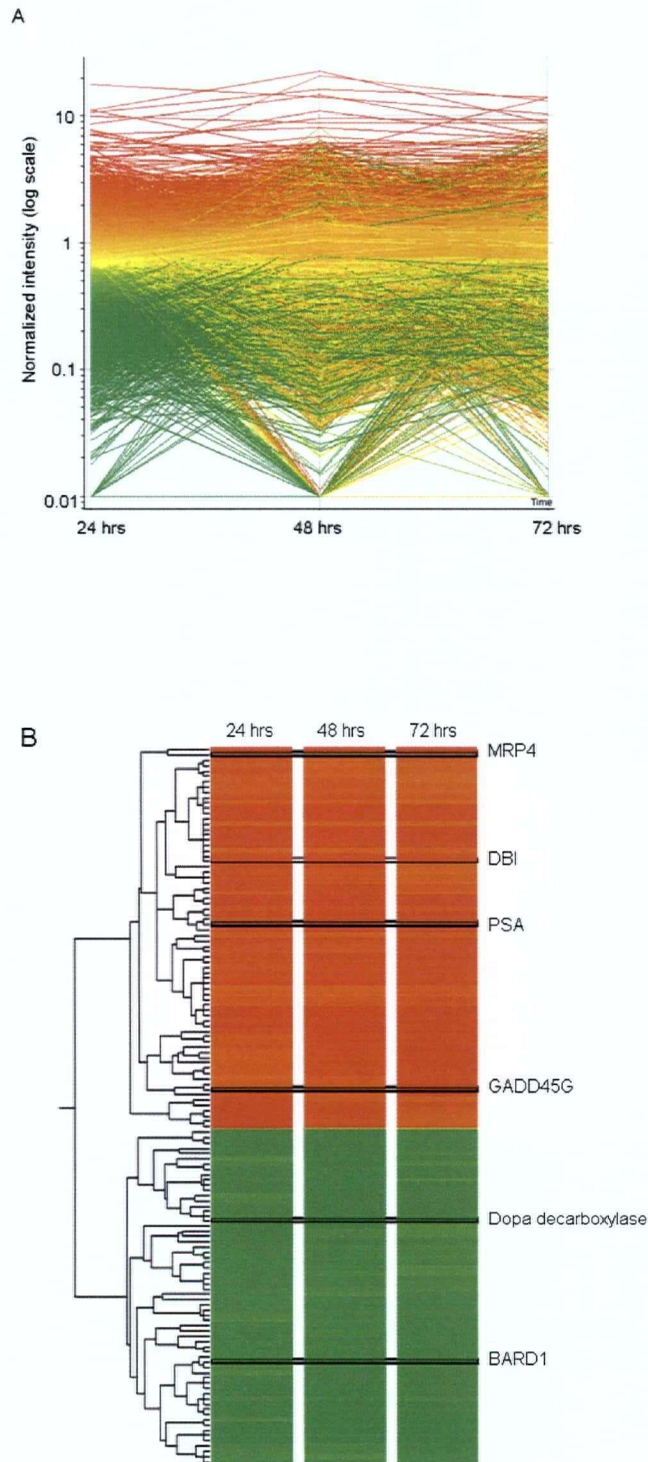 A
Normalized intensity (log scale)
10
1
0.1
0.01
Time
24 hrs 48 hrs 72 hrs
B
24 hrs 48 hrs 72 hrs
MRP4
DBI
PSA
GADD45G
Dopa decarboxylase
BARD1